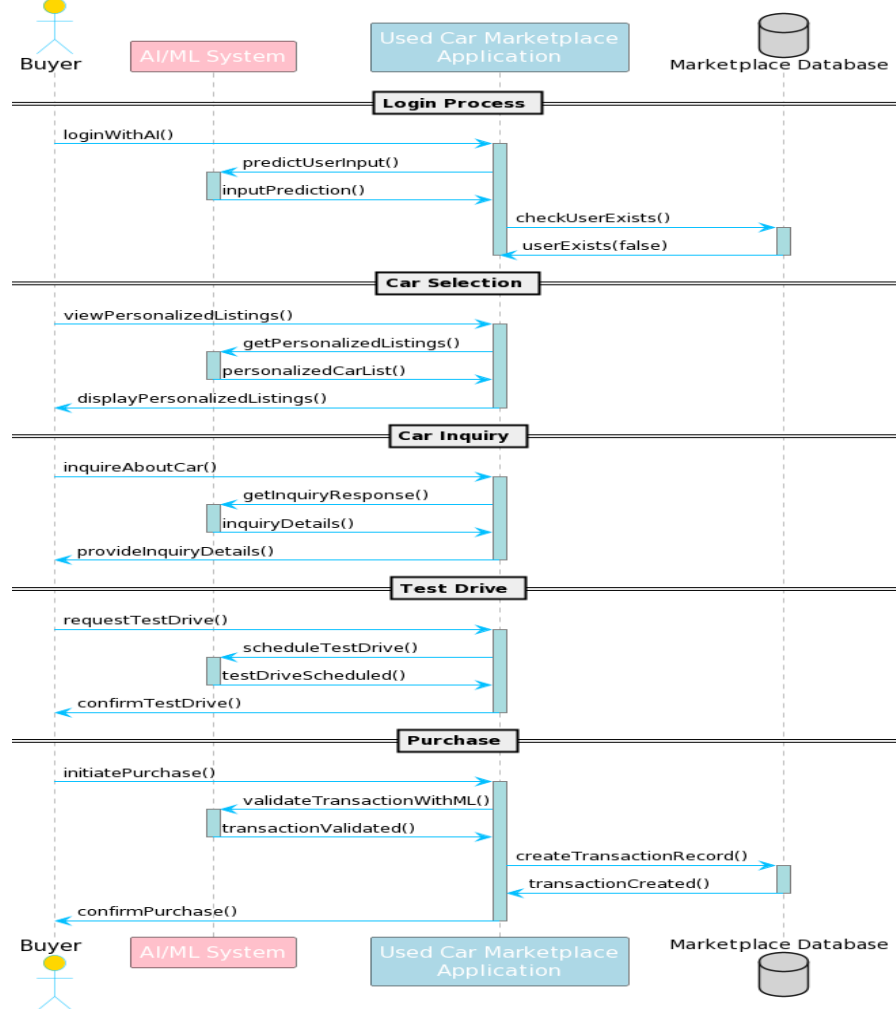 Buyer
AI/ML System
Used Car Marketplace
Application
Marketplace Database
Login Process
loginWithAI()
predictUserInput()
inputPrediction()
checkUserExists()
userExists(false)
Car Selection
viewPersonalizedListings()
getPersonalizedListings()
personalizedCarList()
displayPersonalizedListings()
Car Inquiry
inquireAboutCar()
getInquiryResponse()
inquiryDetails()
provideInquiryDetails()
Test Drive
requestTestDrive()
scheduleTestDrive()
testDriveScheduled()
confirmTestDrive()
Purchase
initiatePurchase()
validateTransactionWithML()
transactionValidated()
createTransactionRecord()
transactionCreated()
confirmPurchase()
Buyer
AI/ML System
Used Car Marketplace
Application
Marketplace Database